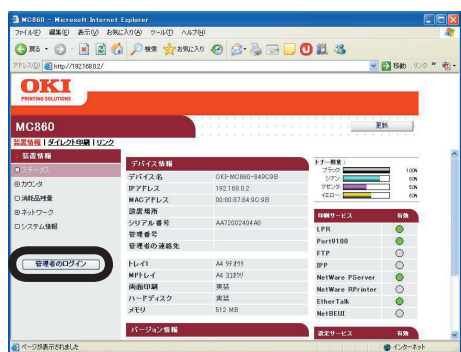 MC860 - Microsoft Internet Explorer
ファイル(F) 編集(E) 表示(V) お気に入り(A) ツール(T) ヘルプ(H)
戻る 検索 お気に入り
アドレス(D) http://192.168.0.2/ 移動 リンク
OKI
PRINTING SOLUTIONS
MC860
更新
装置情報 | ダイレクト印刷 | リンク
装置情報
ステータス
カウンタ
消耗品残量
ネットワーク
システム情報
管理者のログイン
デバイス情報
デバイス名 OKI-MC860-849C9B
IPアドレス 192.168.0.2
MACアドレス 00:80:87:84:9C:9B
設置場所
シリアル番号 AA72002404A0
管理番号
管理者の連絡先
トレイ1 A4 ヨコオクリ
MPトレイ A4
両面印刷 実装
ハードディスク 実装
メモリ 512 MB
バージョン情報
トナー残量:
ブラック: 100%
シアン: 60%
マゼンタ: 50%
イエロー: 60%
印刷サービス 有効
LPR
Port9100
FTP
IPP
NetWare PServer
NetWare RPrinter
EtherTalk
NetBEUI
設定サービス 有効
ページが表示されました
インターネット